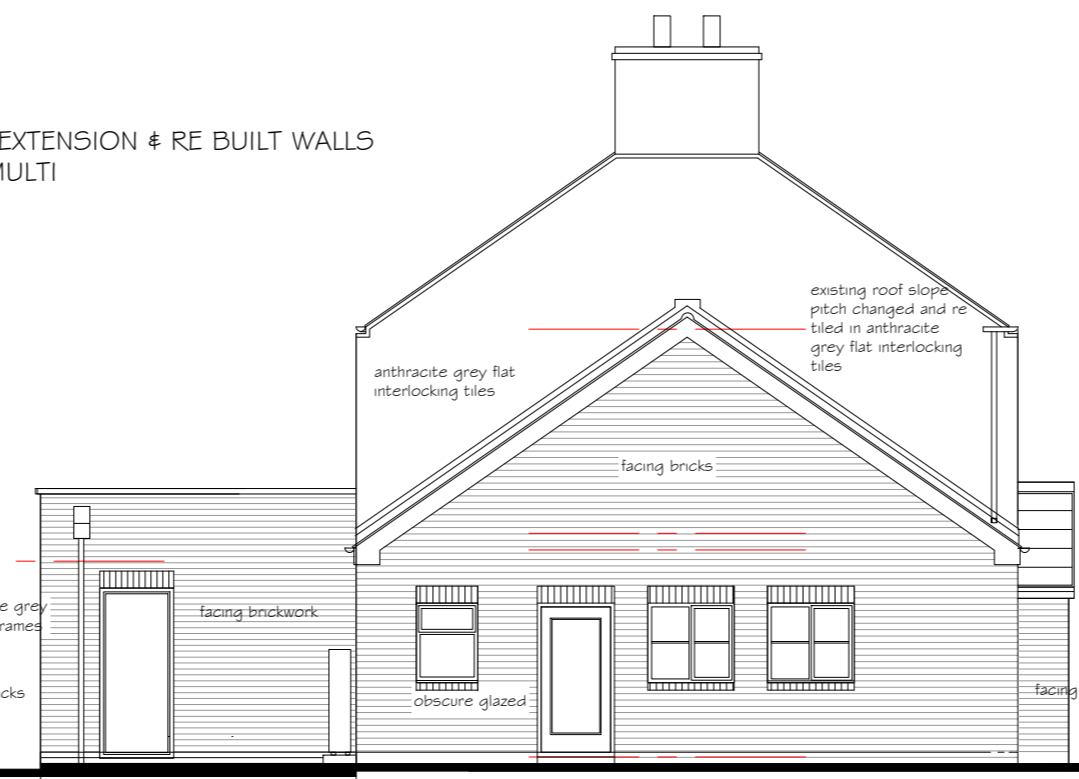 EXTENSION & RE BUILT WALLS
MULTI
existing roof slope
pitch changed and re
tiled in anthracite
grey flat interlocking
tiles
anthracite grey flat
interlocking tiles
facing bricks
grey
facing brickwork
obscure glazed
facing